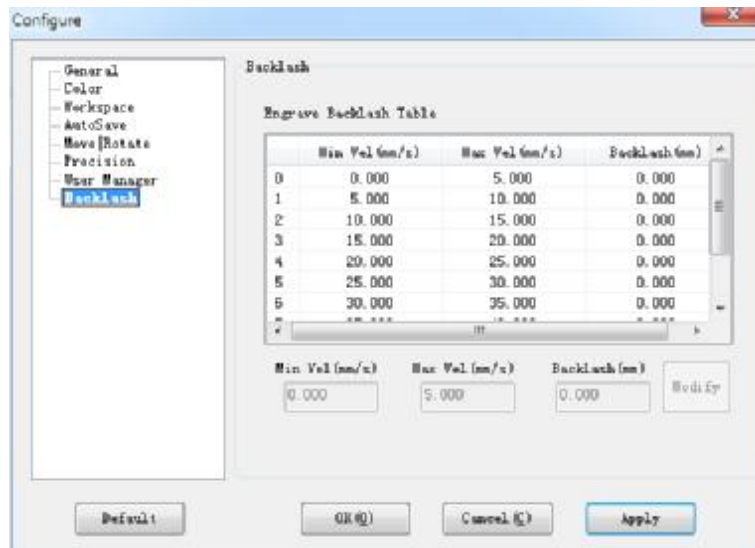 Configure
General
Color
Workspace
AutoSave
Move|Rotate
Precision
User Manager
Backlash
Backlash
Engrave Backlash Table
Min Vel(mm/s) Max Vel(mm/s) Backlash(mm)
0 0.000 5.000 0.000
1 5.000 10.000 0.000
2 10.000 15.000 0.000
3 15.000 20.000 0.000
4 20.000 25.000 0.000
5 25.000 30.000 0.000
6 30.000 35.000 0.000
Min Vel(mm/s) Max Vel(mm/s) Backlash(mm)
0.000 5.000 0.000 Modify
Default OK(Q) Cancel(C) Apply